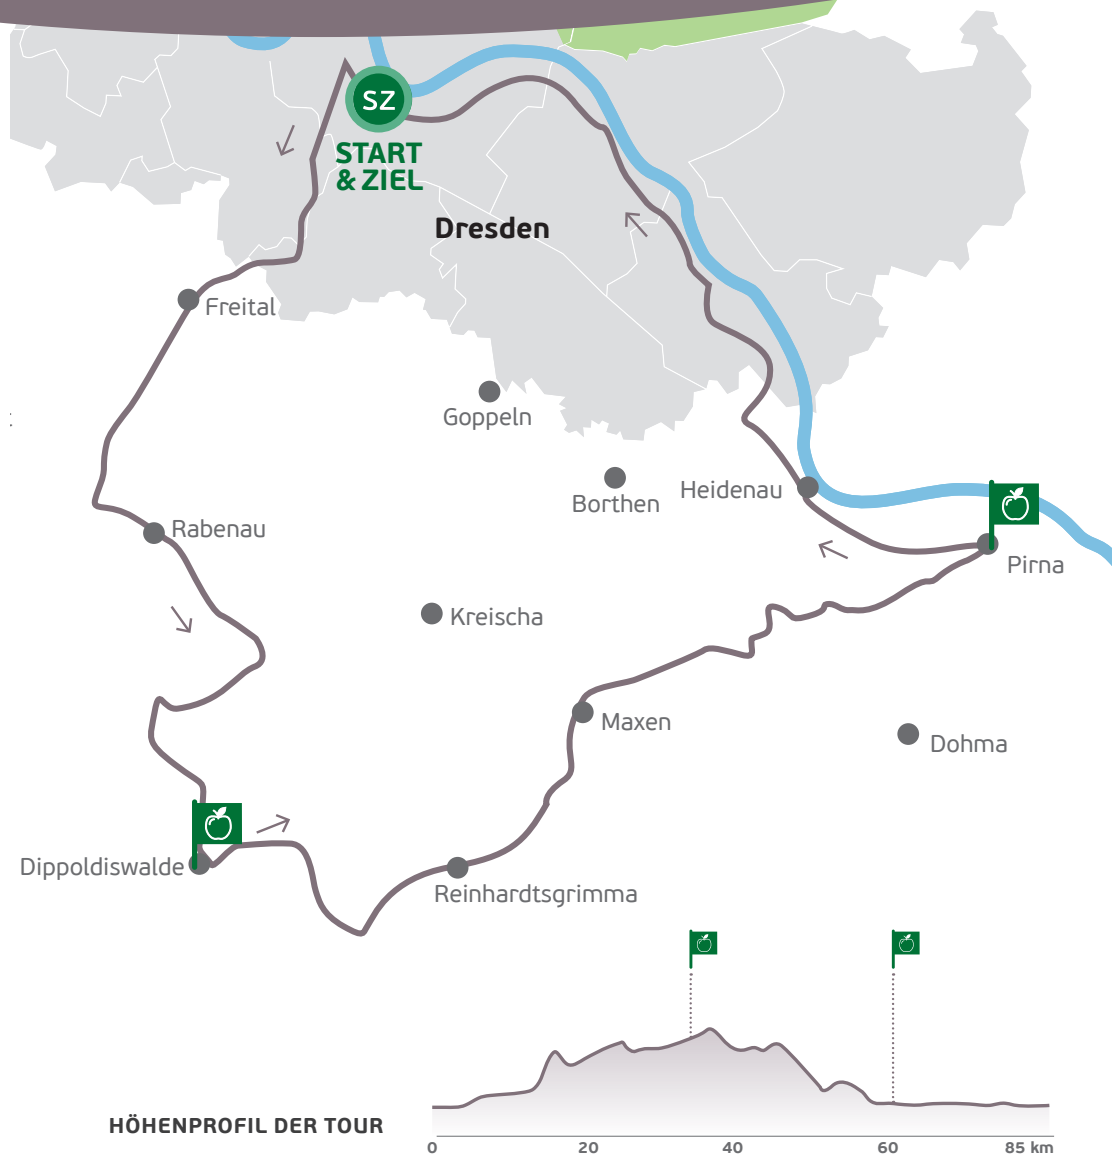 SZ
START
& ZIEL
Dresden
Freital
Goppeln
Borthen
Heidenau
Rabenau
Pirna
Kreischa
Maxen
Dohma
Dippoldiswalde
Reinhardtsgrimma
HÖHENPROFIL DER TOUR
0 20 40 60 85 km